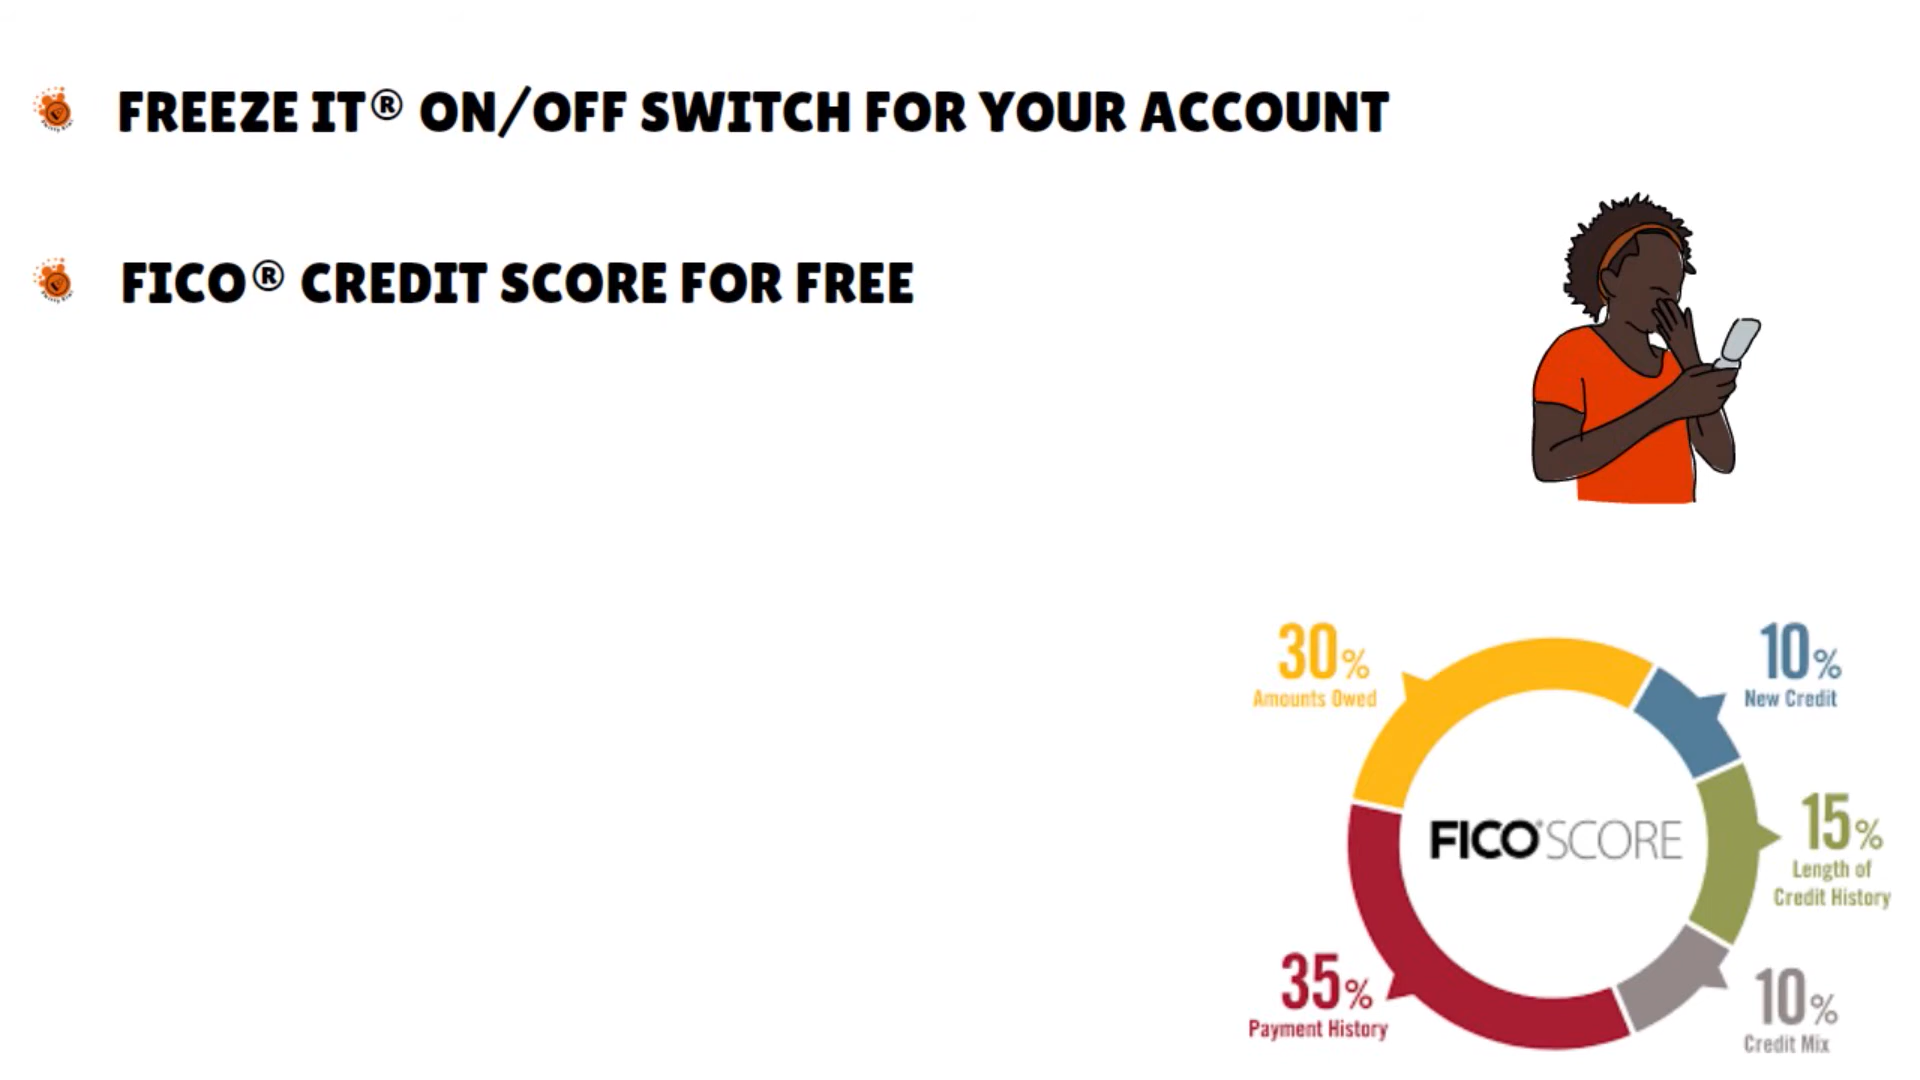 FREEZE IT® ON/OFF SWITCH FOR YOUR ACCOUNT
FICO® CREDIT SCORE FOR FREE
30%
Amounts Owed
10%
New Credit
FICO® SCORE
15%
Length of
Credit History
35%
Payment History
10%
Credit Mix